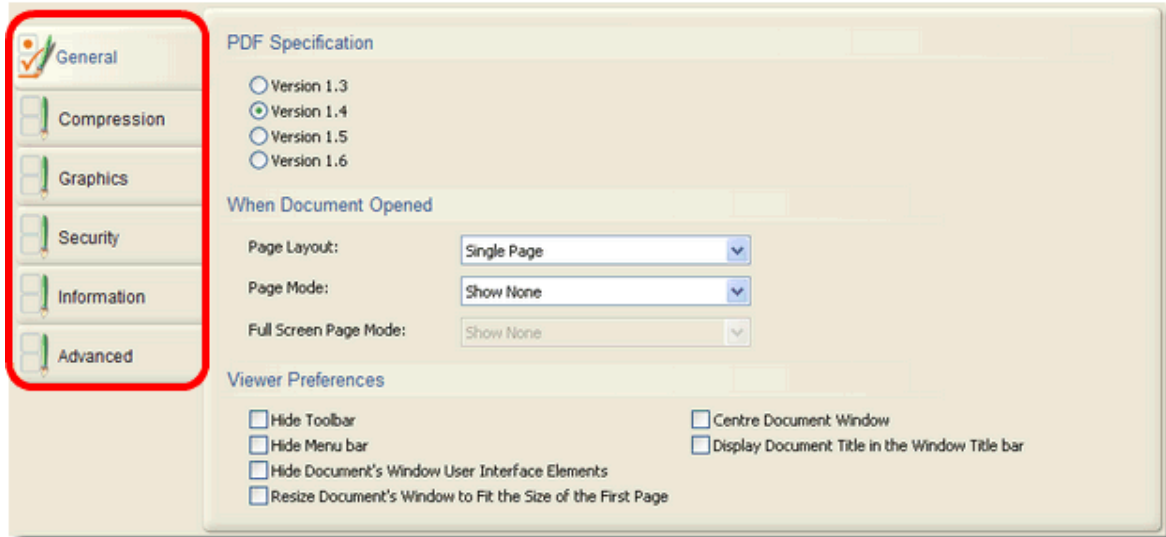 General
Compression
Graphics
Security
Information
Advanced
PDF Specification
Version 1.3
Version 1.4
Version 1.5
Version 1.6
When Document Opened
Page Layout: Single Page
Page Mode: Show None
Full Screen Page Mode: Show None
Viewer Preferences
Hide Toolbar
Hide Menu bar
Hide Document's Window User Interface Elements
Resize Document's Window to Fit the Size of the First Page
Centre Document Window
Display Document Title in the Window Title bar